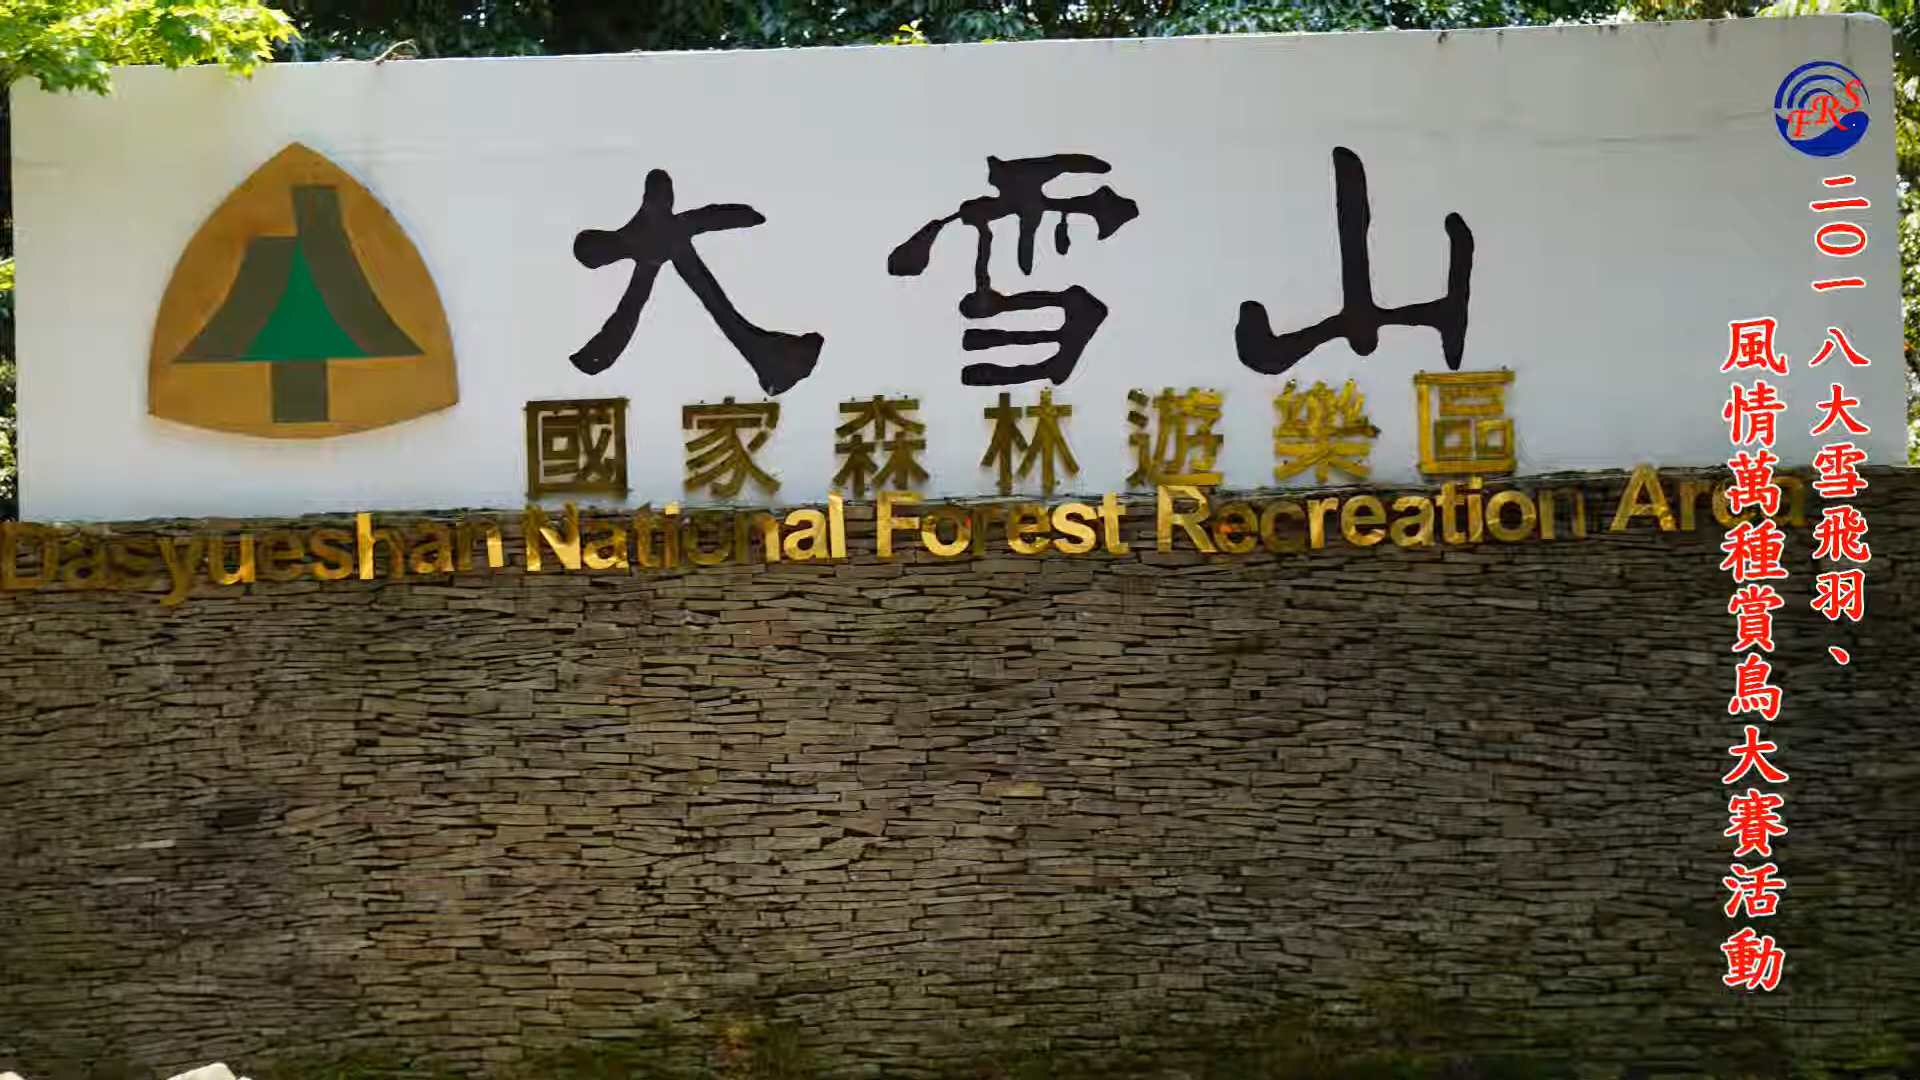 大雪山
國家森林遊樂區
Dasyueshan National Forest Recreation Area
FRS
二〇一八大雪飛羽、
風情萬種賞鳥大賽活動